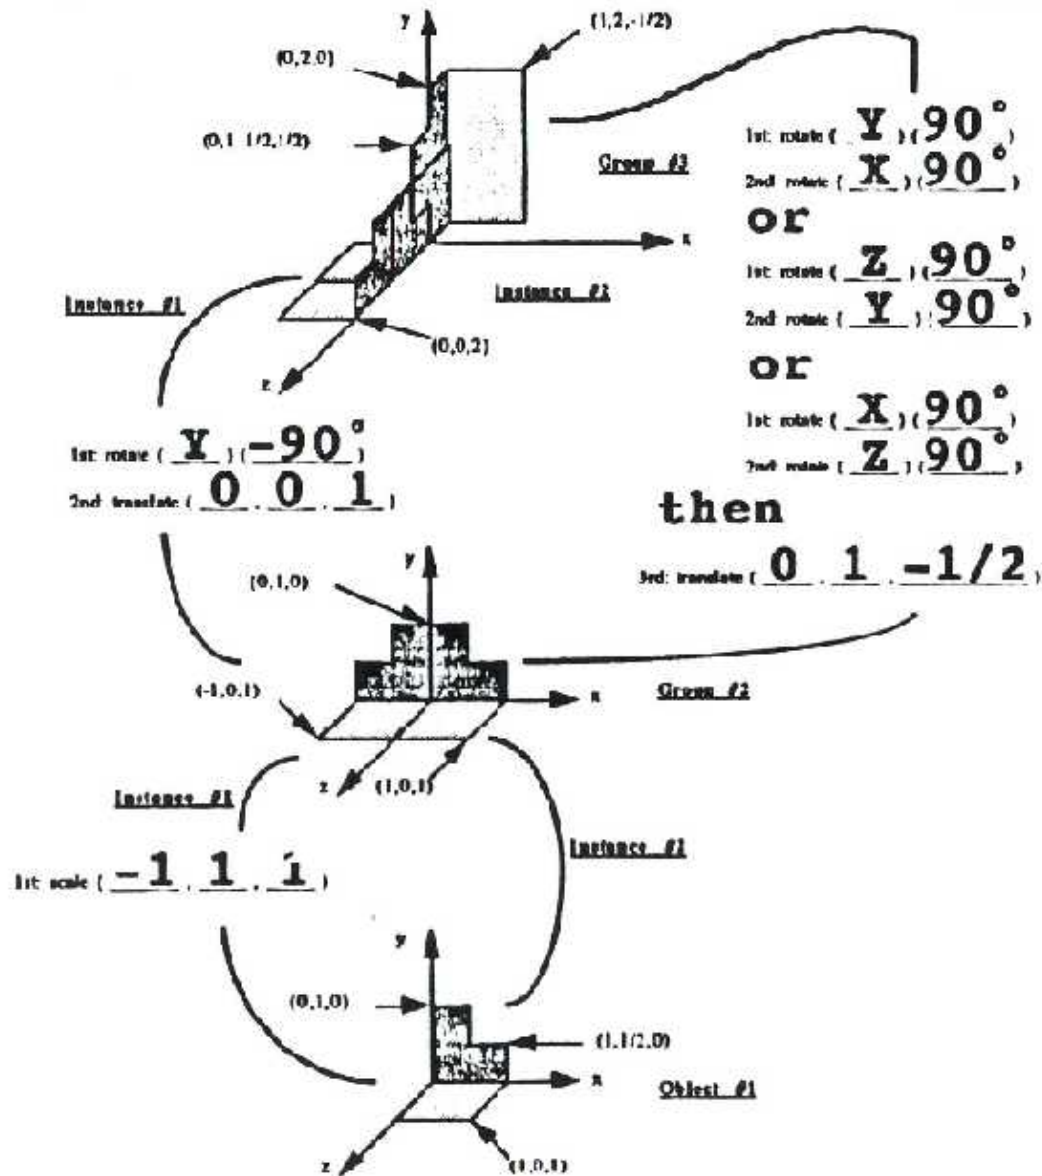 y
(1,2,-1/2)
(0,2,0)
(0,1 1/2,1/2)
Group #3
1st: rotate ( Y ) ( 90° )
2nd rotate ( X ) ( 90° )
or
1st: rotate ( Z ) ( 90° )
2nd rotate ( Y ) ( 90° )
or
1st: rotate ( X ) ( 90° )
2nd: rotate ( Z ) ( 90° )
then
3rd: translate ( 0 , 1 , -1/2 )
x
Instance #1
Instance #2
(0,0,2)
z
1st: rotate ( Y ) ( -90° )
2nd: translate ( 0 , 0 , 1 )
y
(0,1,0)
x
(-1,0,1)
Group #2
z
(1,0,1)
Instance #2
1st: scale ( -1 , 1 , 1 )
y
(0,1,0)
(1,1/2,0)
x
Object #1
z
(1,0,1)